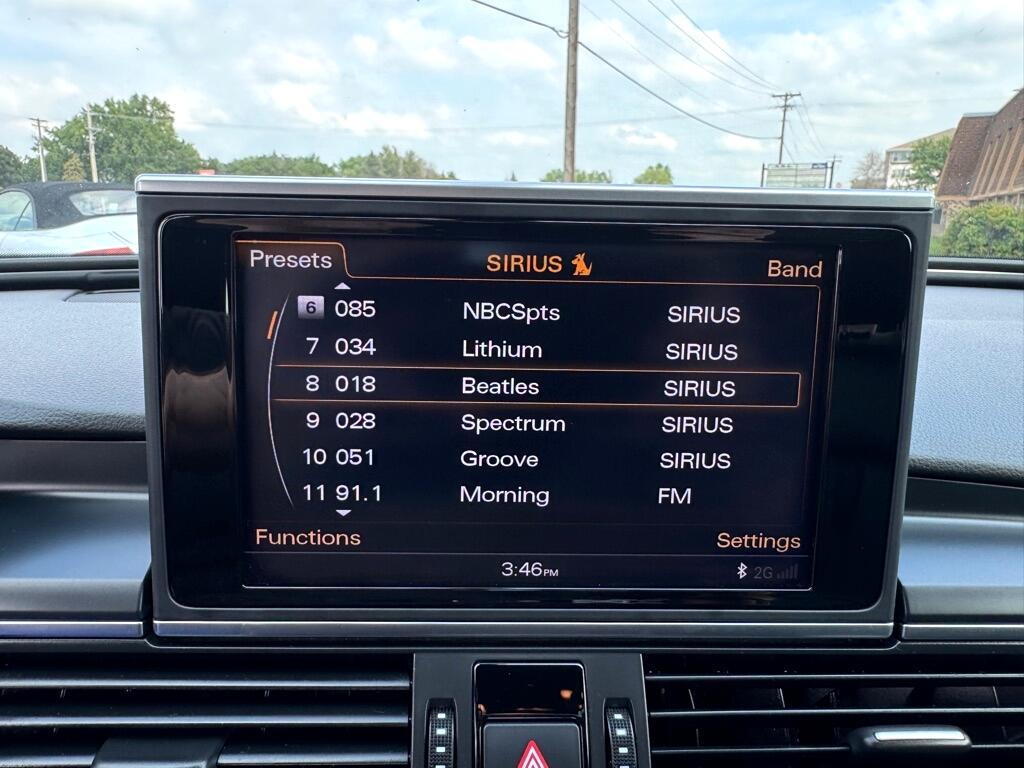 Presets SIRIUS Band
6 085 NBCSpts SIRIUS
7 034 Lithium SIRIUS
8 018 Beatles SIRIUS
9 028 Spectrum SIRIUS
10 051 Groove SIRIUS
11 91.1 Morning FM
Functions Settings
3:46PM 2G